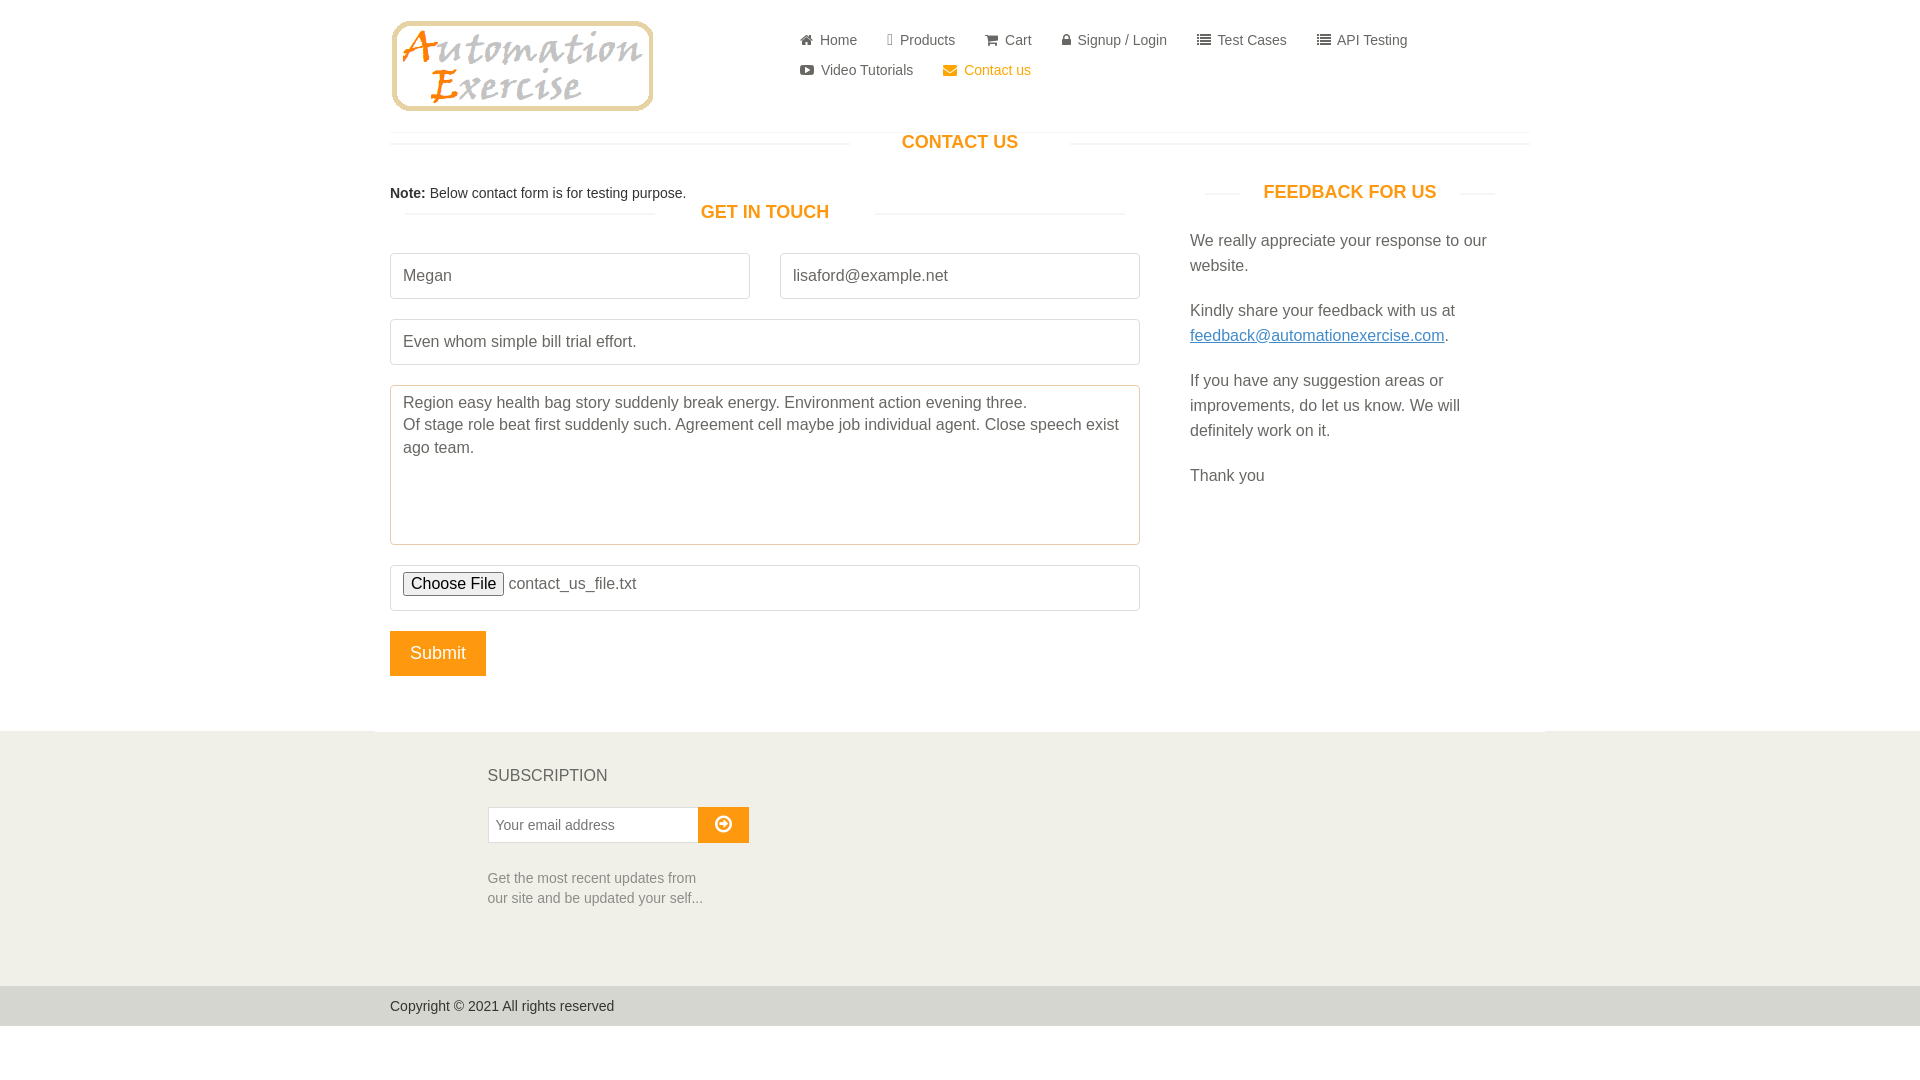 Automation
Exercise
Home
Products
Cart
Signup / Login
Test Cases
API Testing
Video Tutorials
Contact us
CONTACT US
Note: Below contact form is for testing purpose.
GET IN TOUCH
Megan
lisaford@example.net
Even whom simple bill trial effort.
Region easy health bag story suddenly break energy. Environment action evening three.
Of stage role beat first suddenly such. Agreement cell maybe job individual agent. Close speech exist
ago team.
Choose File contact_us_file.txt
Submit
FEEDBACK FOR US
We really appreciate your response to our
website.
Kindly share your feedback with us at
feedback@automationexercise.com.
If you have any suggestion areas or
improvements, do let us know. We will
definitely work on it.
Thank you
SUBSCRIPTION
Your email address
Get the most recent updates from
our site and be updated your self...
Copyright © 2021 All rights reserved